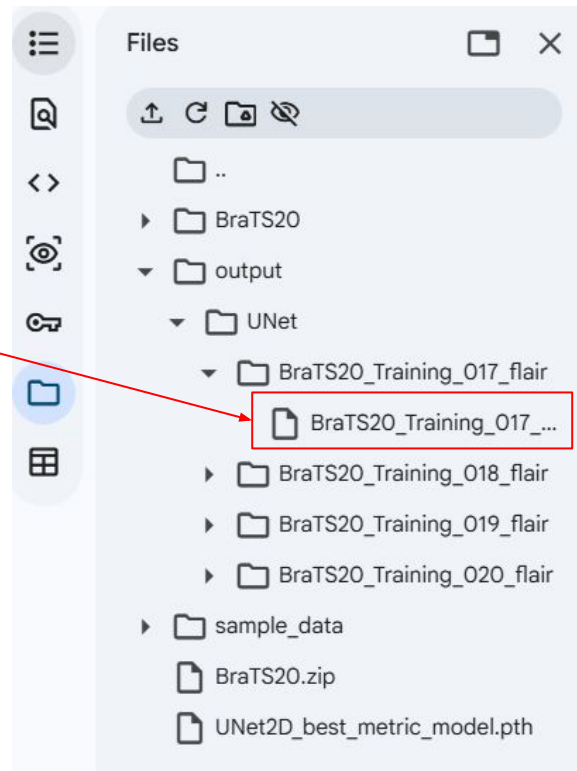 Files
..
BraTS20
output
UNet
BraTS20_Training_017_flair
BraTS20_Training_017_...
BraTS20_Training_018_flair
BraTS20_Training_019_flair
BraTS20_Training_020_flair
sample_data
BraTS20.zip
UNet2D_best_metric_model.pth